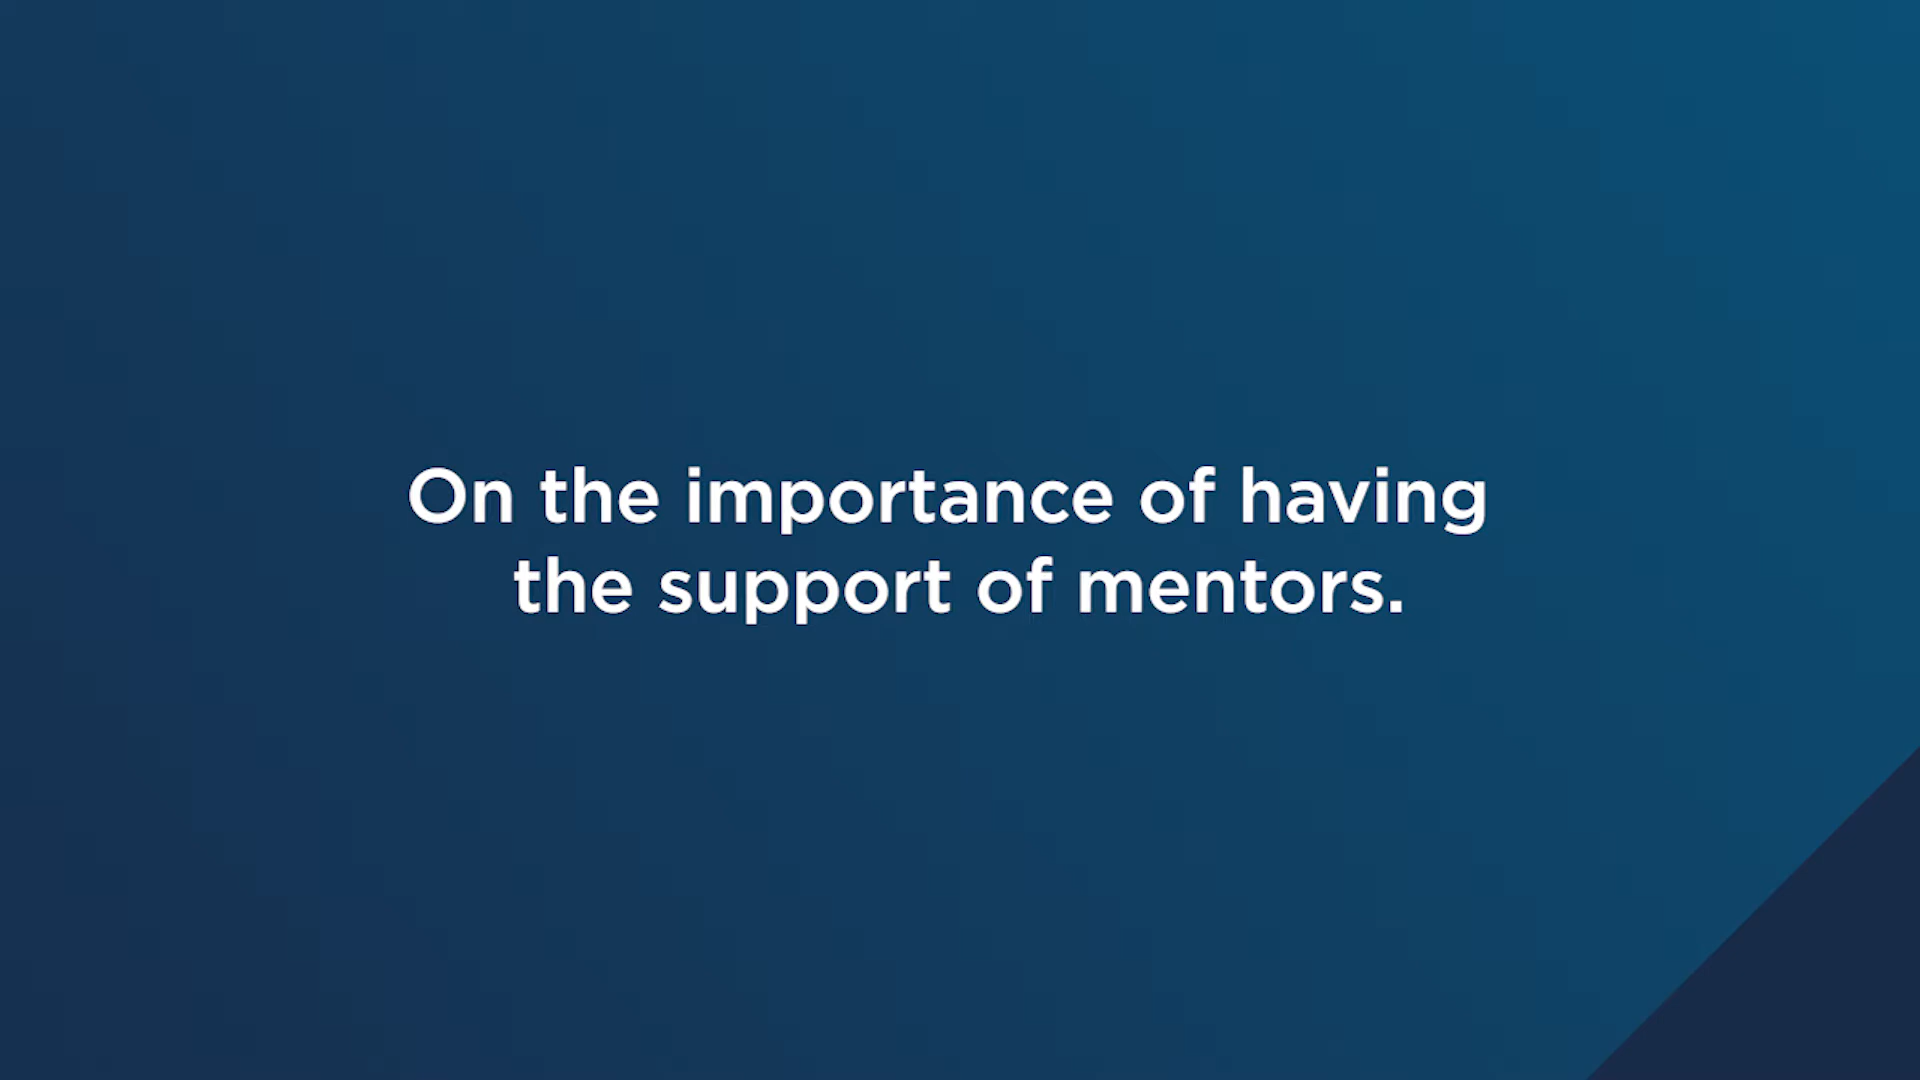 On the importance of having
the support of mentors.